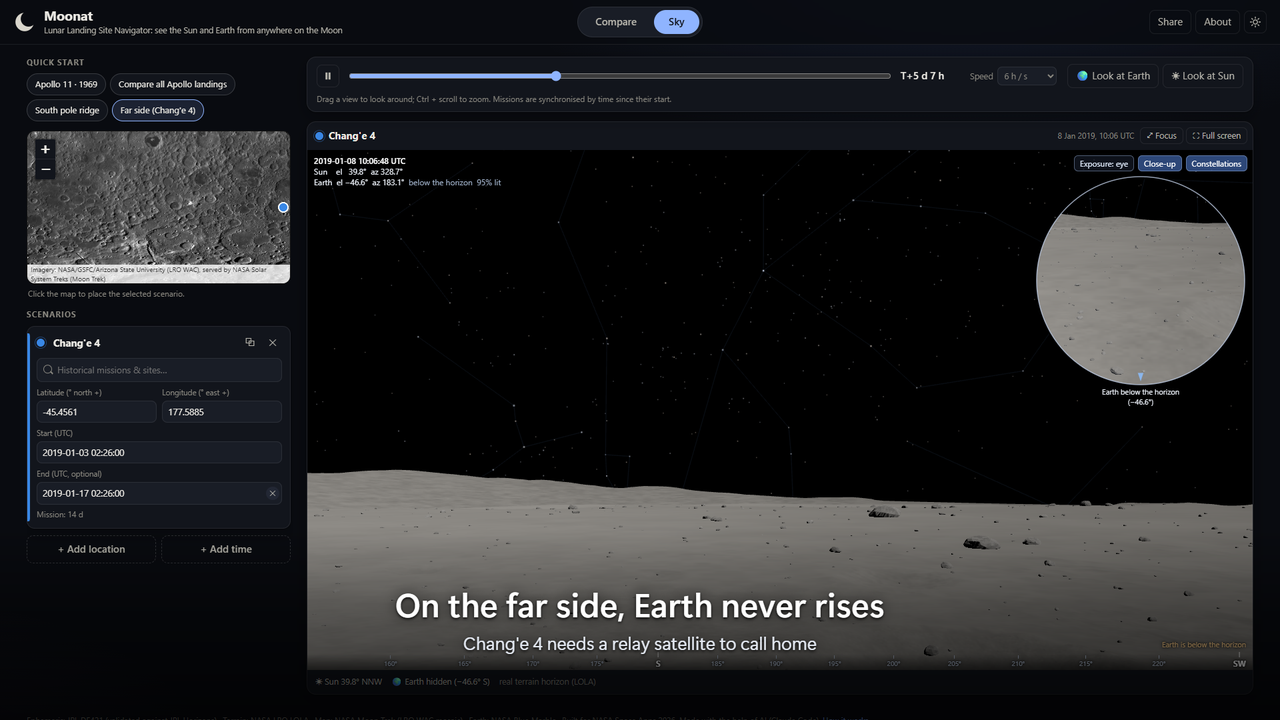 Moonat
Lunar Landing Site Navigator: see the Sun and Earth from anywhere on the Moon
Compare
Sky
Share
About
QUICK START
Apollo 11 · 1969
Compare all Apollo landings
South pole ridge
Far side (Chang'e 4)
+
−
Imagery: NASA/GSFC/Arizona State University (LRO WAC), served by NASA Solar
System Treks (Moon Trek)
Click the map to place the selected scenario.
SCENARIOS
Chang'e 4
Historical missions & sites...
Latitude (° north +)
Longitude (° east +)
-45.4561
177.5885
Start (UTC)
2019-01-03 02:26:00
End (UTC, optional)
2019-01-17 02:26:00
Mission: 14 d
+ Add location
+ Add time
T+5 d 7 h
Speed
6 h / s
Look at Earth
Look at Sun
Drag a view to look around; Ctrl + scroll to zoom. Missions are synchronised by time since their start.
Chang'e 4
8 Jan 2019, 10:06 UTC
Focus
Full screen
2019-01-08 10:06:48 UTC
Sun el 39.8° az 328.7°
Earth el −46.6° az 183.1° below the horizon 95% lit
Exposure: eye
Close-up
Constellations
Earth below the horizon
(−46.6°)
On the far side, Earth never rises
Chang'e 4 needs a relay satellite to call home
Earth is below the horizon
160°
165°
170°
175°
S
185°
190°
195°
205°
210°
215°
220°
SW
Sun 39.8° NNW
Earth hidden (−46.6° S)
real terrain horizon (LOLA)